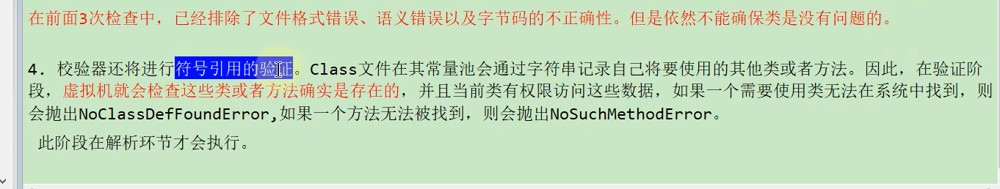 在前面3次检查中，已经排除了文件格式错误、语义错误以及字节码的不正确性。但是依然不能确保类是没有问题的。
4. 校验器还将进行符号引用的验证。Class文件在其常量池会通过字符串记录自己将要使用的其他类或者方法。因此，在验证阶
段，虚拟机就会检查这些类或者方法确实是存在的，并且当前类有权限访问这些数据，如果一个需要使用类无法在系统中找到，则
会抛出NoClassDefFoundError,如果一个方法无法被找到，则会抛出NoSuchMethodError。
此阶段在解析环节才会执行。